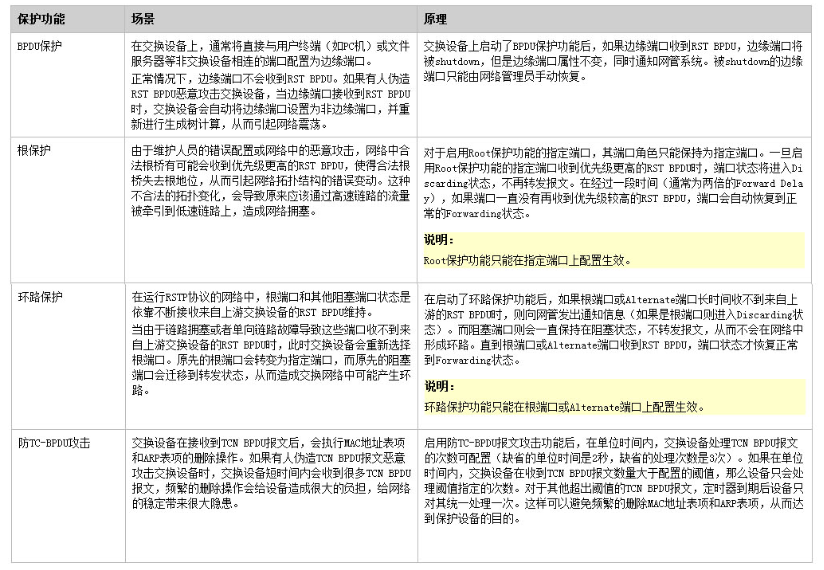 保护功能
场景
原理
BPDU保护
在交换设备上，通常将直接与用户终端（如PC机）或文件
服务器等非交换设备相连的端口配置为边缘端口。
正常情况下，边缘端口不会收到RST BPDU。如果有人伪造
RST BPDU恶意攻击交换设备，当边缘端口接收到RST BPDU
时，交换设备会自动将边缘端口设置为非边缘端口，并重
新进行生成树计算，从而引起网络震荡。
交换设备上启动了BPDU保护功能后，如果边缘端口收到RST BPDU，边缘端口将
被shutdown，但是边缘端口属性不变，同时通知网管系统。被shutdown的边缘
端口只能由网络管理员手动恢复。
根保护
由于维护人员的错误配置或网络中的恶意攻击，网络中合
法根桥有可能会收到优先级更高的RST BPDU，使得合法根
桥失去根地位，从而引起网络拓扑结构的错误变动。这种
不合法的拓扑变化，会导致原来应该通过高速链路的流量
被牵引到低速链路上，造成网络拥塞。
对于启用Root保护功能的指定端口，其端口角色只能保持为指定端口。一旦启
用Root保护功能的指定端口收到优先级更高的RST BPDU时，端口状态将进入Di
scarding状态，不再转发报文。在经过一段时间（通常为两倍的Forward Dela
y），如果端口一直没有再收到优先级较高的RST BPDU，端口会自动恢复到正
常的Forwarding状态。
说明：
Root保护功能只能在指定端口上配置生效。
环路保护
在运行RSTP协议的网络中，根端口和其他阻塞端口状态是
依靠不断接收来自上游交换设备的RST BPDU维持。
当由于链路拥塞或者单向链路故障导致这些端口收不到来
自上游交换设备的RST BPDU时，此时交换设备会重新选择
根端口。原先的根端口会转变为指定端口，而原先的阻塞
端口会迁移到转发状态，从而造成交换网络中可能产生环
路。
在启动了环路保护功能后，如果根端口或Alternate端口长时间收不到来自上
游的RST BPDU时，则向网管发出通知信息（如果是根端口则进入Discarding状
态）。而阻塞端口则会一直保持在阻塞状态，不转发报文，从而不会在网络中
形成环路。直到根端口或Alternate端口收到RST BPDU，端口状态才恢复正常
到Forwarding状态。
说明：
环路保护功能只能在根端口或Alternate端口上配置生效。
防TC-BPDU攻击
交换设备在接收到TCN BPDU报文后，会执行MAC地址表项
和ARP表项的删除操作。如果有人伪造TCN BPDU报文恶意
攻击交换设备时，交换设备短时间内会收到很多TCN BPDU
报文，频繁的删除操作会给设备造成很大的负担，给网络
的稳定带来很大隐患。
启用防TC-BPDU报文攻击功能后，在单位时间内，交换设备处理TCN BPDU报文
的次数可配置（缺省的单位时间是2秒，缺省的处理次数是3次）。如果在单位
时间内，交换设备在收到TCN BPDU报文数量大于配置的阈值，那么设备只会处
理阈值指定的次数。对于其他超出阈值的TCN BPDU报文，定时器到期后设备只
对其统一处理一次。这样可以避免频繁的删除MAC地址表项和ARP表项，从而达
到保护设备的目的。